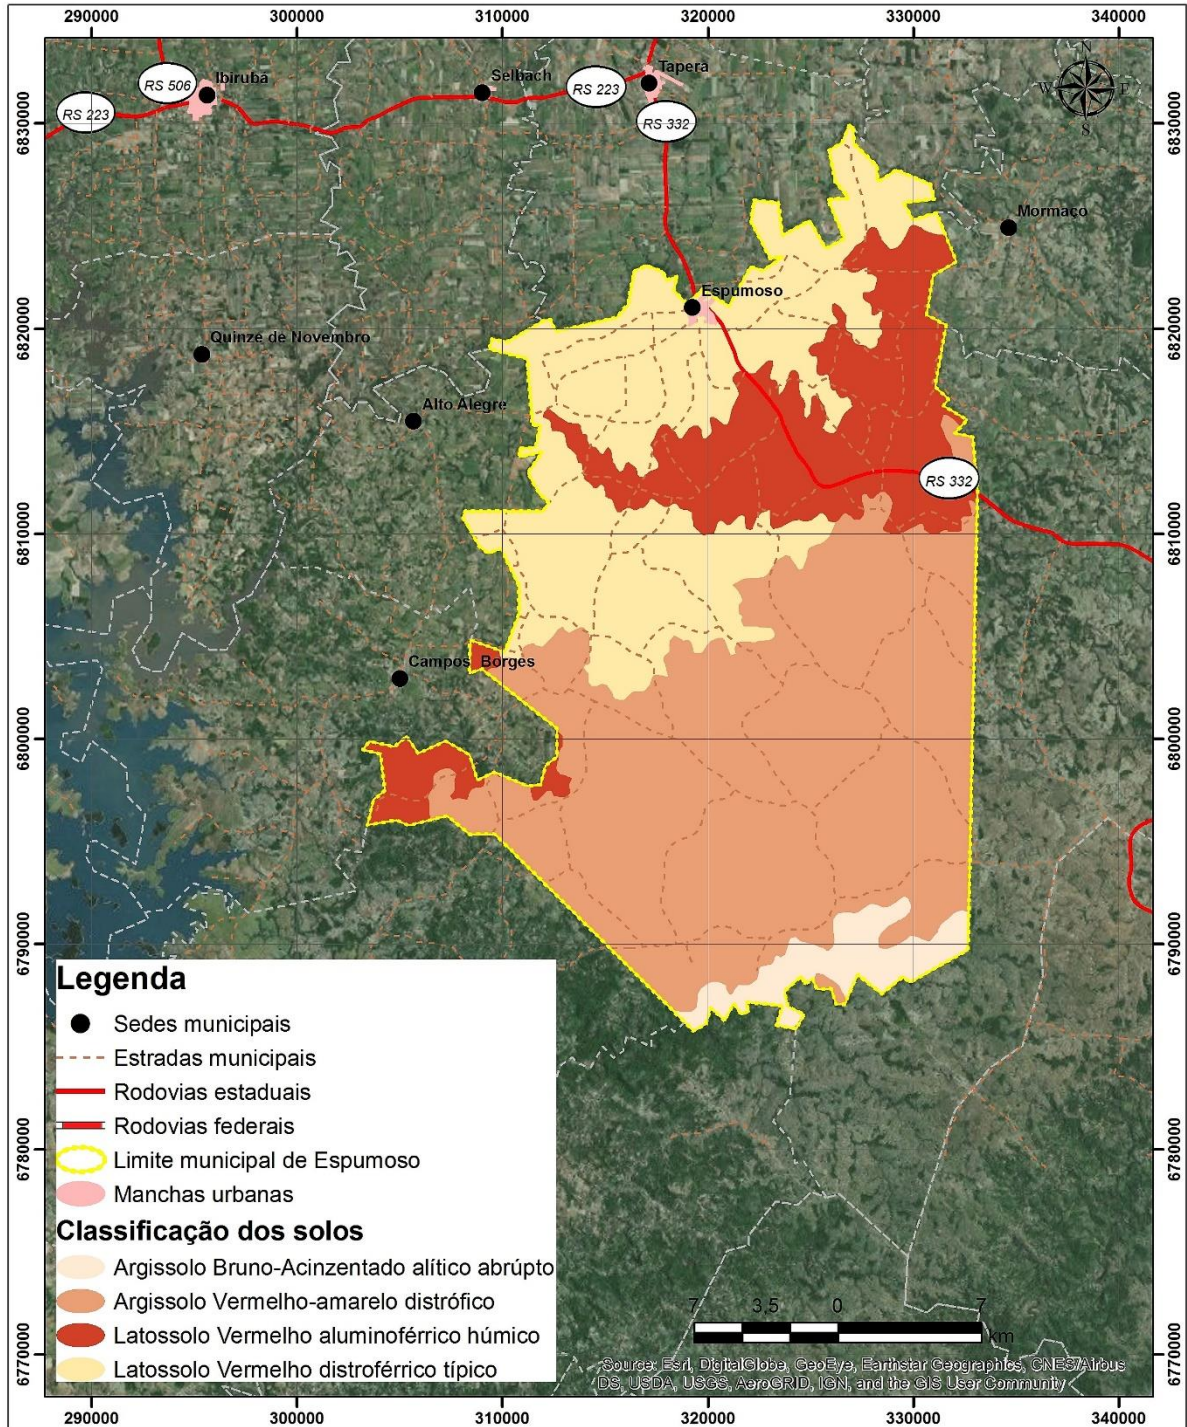 290000 300000 310000 320000 330000 340000
N
W E
S
RS 506
Ibirubá
Selbach
Tapera
RS 223
RS 223
RS 332
6830000
6830000
Mormaço
Espumoso
6820000
6820000
Quinze de Novembro
Alto Alegre
RS 332
6810000
6810000
Campos Borges
6800000
6800000
6790000
6790000
Legenda
Sedes municipais
Estradas municipais
Rodovias estaduais
Rodovias federais
Limite municipal de Espumoso
Manchas urbanas
Classificação dos solos
Argissolo Bruno-Acinzentado alítico abrúpto
Argissolo Vermelho-amarelo distrófico
Latossolo Vermelho aluminoférrico húmico
Latossolo Vermelho distroférrico típico
6780000
6780000
7 3,5 0 7
km
6770000
6770000
Source: Esri, DigitalGlobe, GeoEye, Earthstar Geographics, CNES/Airbus
DS, USDA, USGS, AeroGRID, IGN, and the GIS User Community
290000 300000 310000 320000 330000 340000